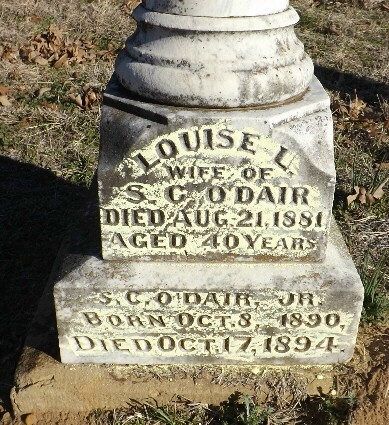 LOUISE L.
WIFE OF
S. C. O'DAIR
DIED AUG. 21, 1881
AGED 40 YEARS
S. C. O'DAIR, JR.
BORN OCT. 8, 1890,
DIED OCT. 17, 1894.